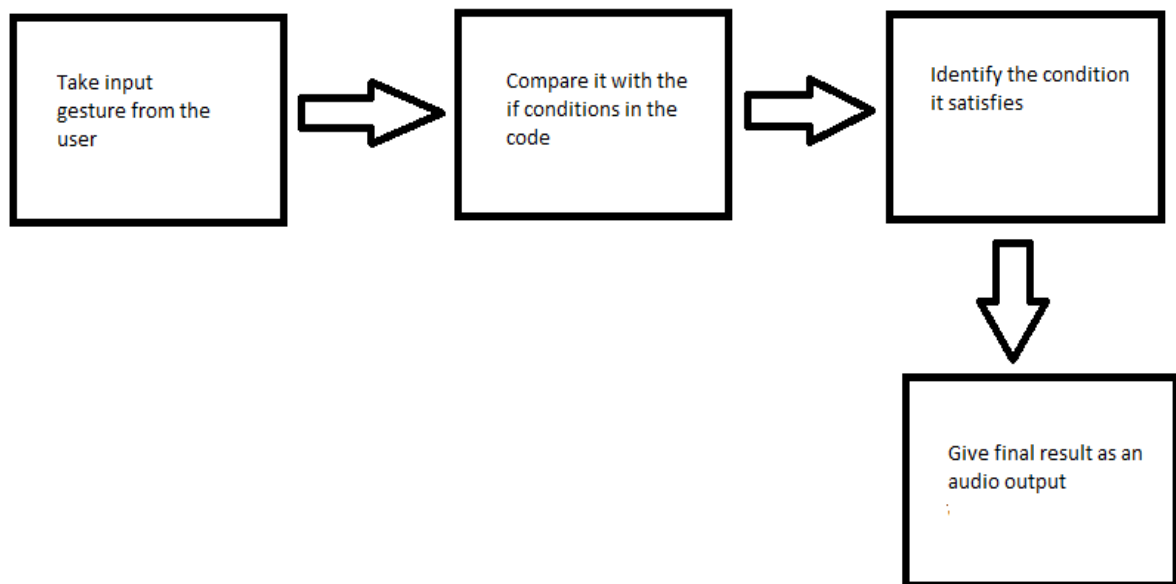 Take input
gesture from the
user
Compare it with the
if conditions in the
code
Identify the condition
it satisfies
Give final result as an
audio output
;